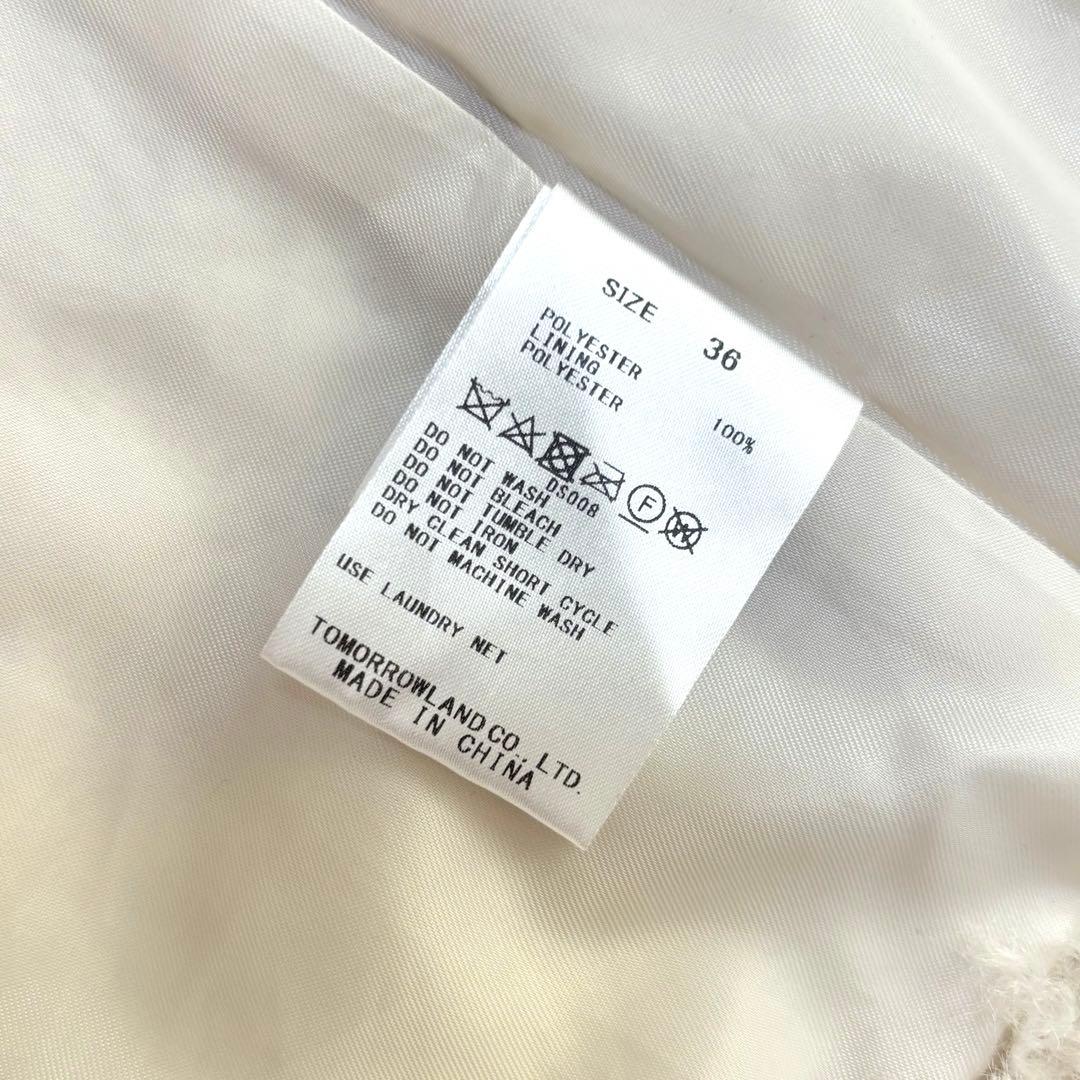 SIZE 36
POLYESTER
LINING
POLYESTER 100%
F W
DS008
DO NOT WASH
DO NOT BLEACH
DO NOT TUMBLE DRY
DO NOT IRON
DRY CLEAN SHORT CYCLE
DO NOT MACHINE WASH
USE LAUNDRY NET
TOMORROWLAND CO., LTD.
MADE IN CHINA